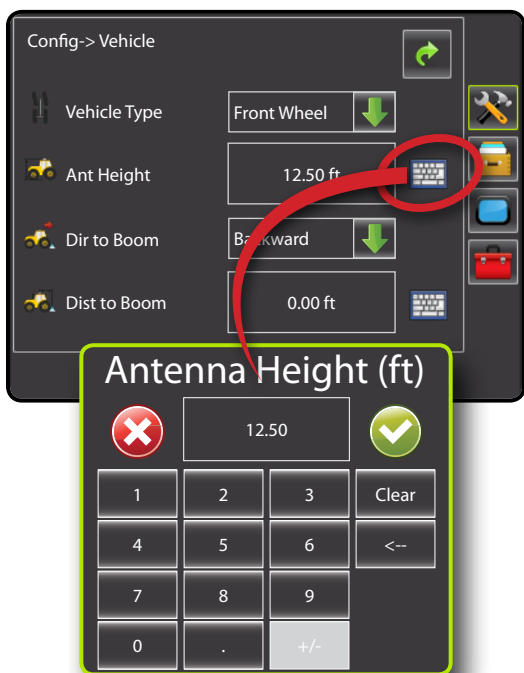 Config-> Vehicle
Vehicle Type Front Wheel
Ant Height 12.50 ft
Dir to Boom Backward
Dist to Boom 0.00 ft
Antenna Height (ft)
12.50
1 2 3 Clear
4 5 6 <--
7 8 9
0 . +/-